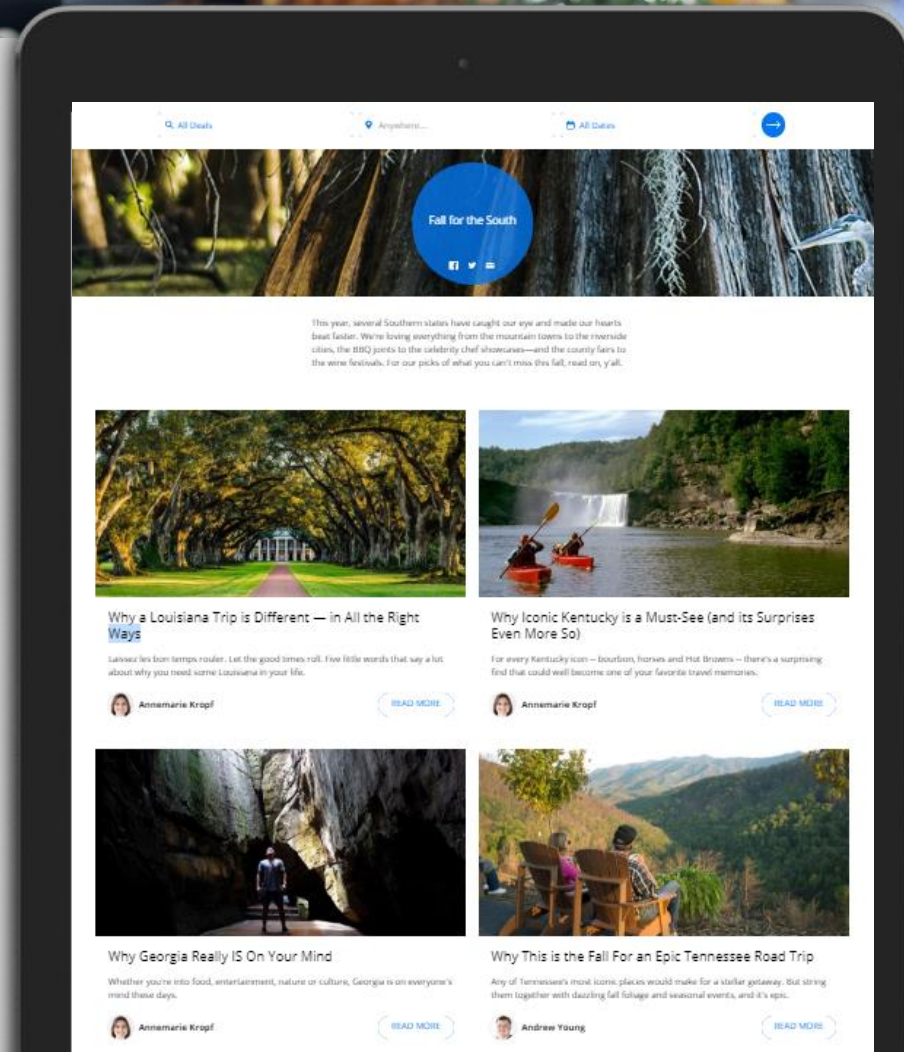 All Deals
Anywhere...
All Dates
Fall for the South
This year, several Southern states have caught our eye and made our hearts
beat faster. We're loving everything from the mountain towns to the riverside
cities, the BBQ joints to the celebrity chef showcases—and the county fairs to
the wine festivals. For our picks of what you can't miss this fall, read on, y'all.
Why a Louisiana Trip is Different — in All the Right
Ways
Laissez les bon temps rouler. Let the good times roll. Five little words that say a lot
about why you need some Louisiana in your life.
Annemarie Kropf
READ MORE
Why Iconic Kentucky is a Must-See (and its Surprises
Even More So)
For every Kentucky icon — bourbon, horses and Hot Browns — there's a surprising
find that could well become one of your favorite travel memories.
Annemarie Kropf
READ MORE
Why Georgia Really IS On Your Mind
Whether you're into food, entertainment, nature or culture, Georgia is on everyone's
mind these days.
Annemarie Kropf
READ MORE
Why This is the Fall For an Epic Tennessee Road Trip
Any of Tennessee's most iconic places would make for a stellar getaway. But string
them together with dazzling fall foliage and seasonal events, and it's epic.
Andrew Young
READ MORE